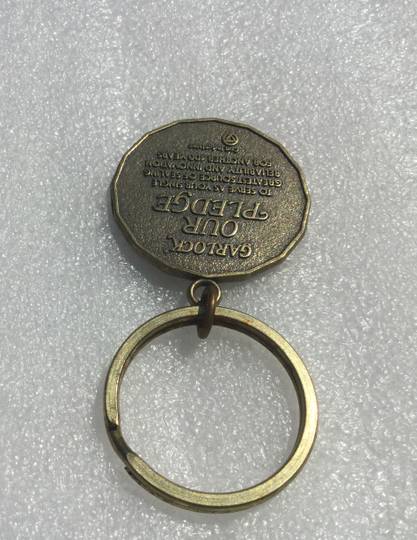 GARLOCK
OUR
PLEDGE
TO SERVE AS YOUR SINGLE
GREATEST SOURCE OF SEALING
RELIABILITY AND INNOVATION
FOR ANOTHER 100 YEARS